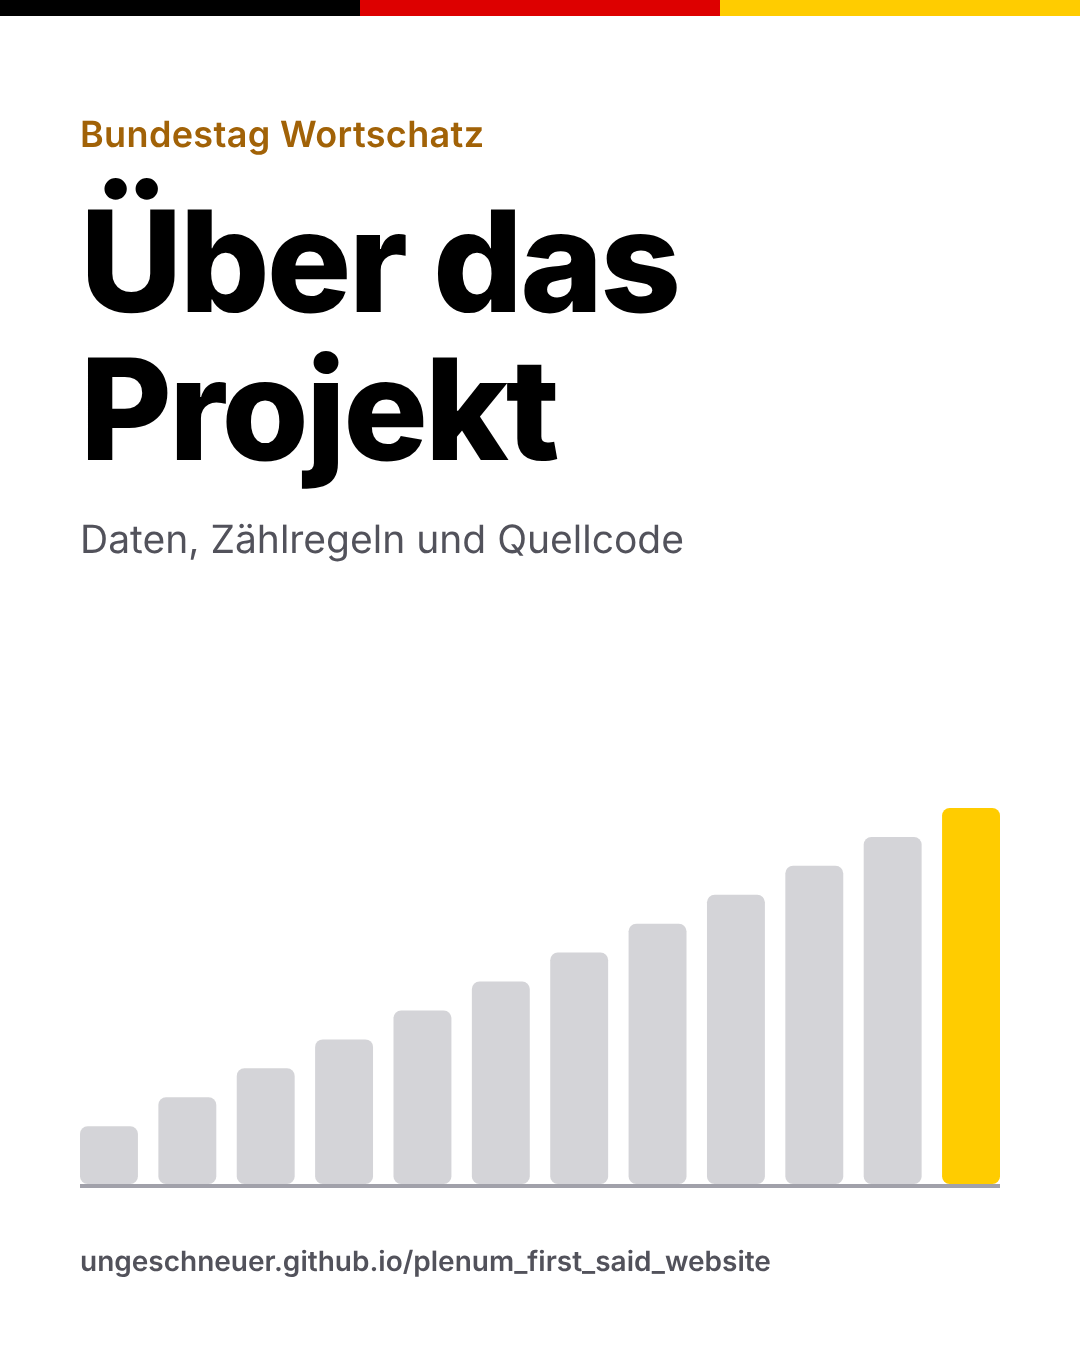 Bundestag Wortschatz
Über das
Projekt
Daten, Zählregeln und Quellcode
ungeschneuer.github.io/plenum_first_said_website